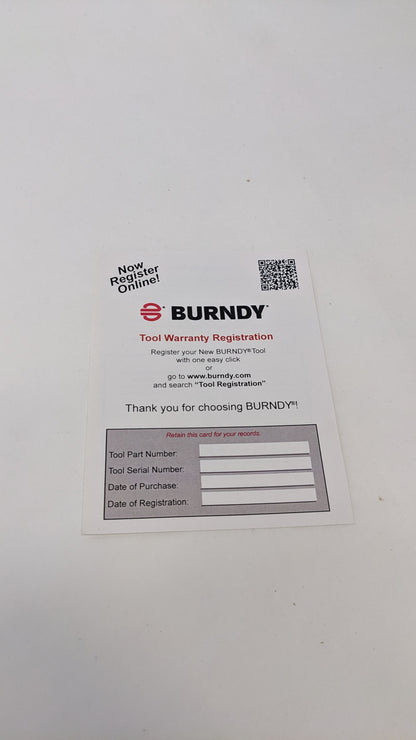 Now
Register
Online!
BURNDY™
Tool Warranty Registration
Register your New BURNDY® Tool
with one easy click
or
go to www.burndy.com
and search “Tool Registration”
Thank you for choosing BURNDY®!
Retain this card for your records.
Tool Part Number:
Tool Serial Number:
Date of Purchase:
Date of Registration: